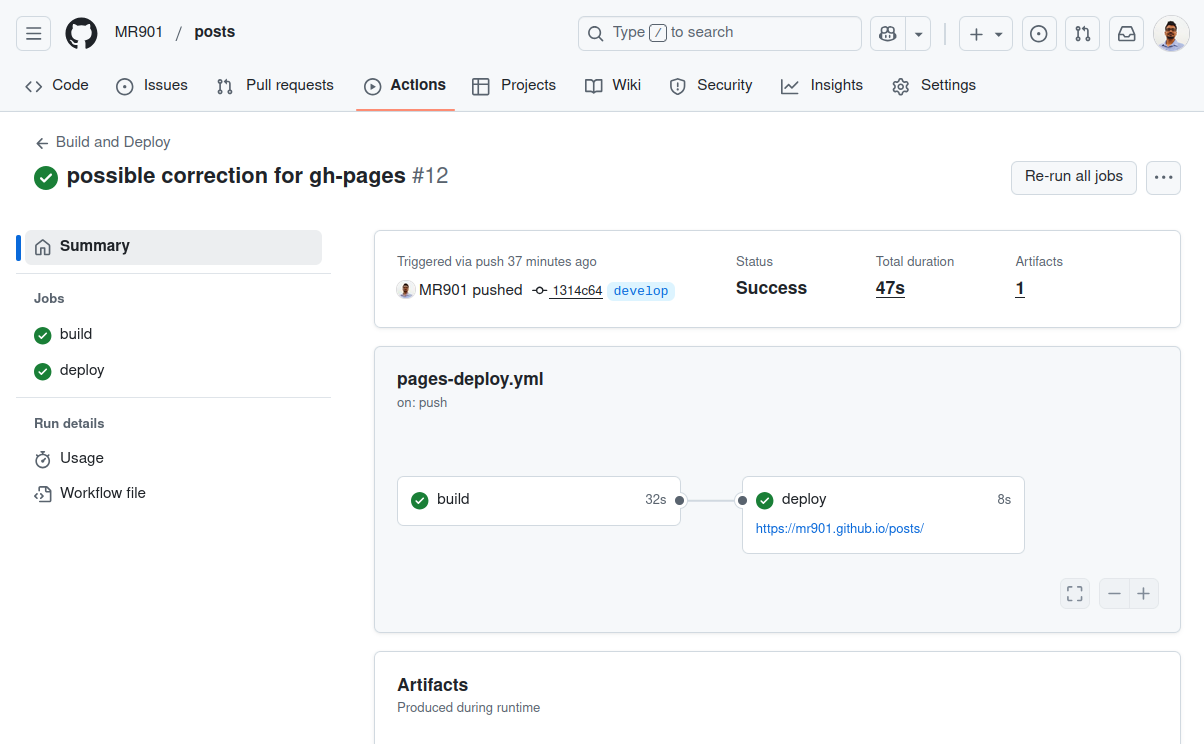 MR901 / posts
Type / to search
Code
Issues
Pull requests
Actions
Projects
Wiki
Security
Insights
Settings
Build and Deploy
possible correction for gh-pages #12
Re-run all jobs
Summary
Jobs
build
deploy
Run details
Usage
Workflow file
Triggered via push 37 minutes ago
MR901 pushed 1314c64 develop
Status
Success
Total duration
47s
Artifacts
1
pages-deploy.yml
on: push
build 32s
deploy 8s
https://mr901.github.io/posts/
Artifacts
Produced during runtime